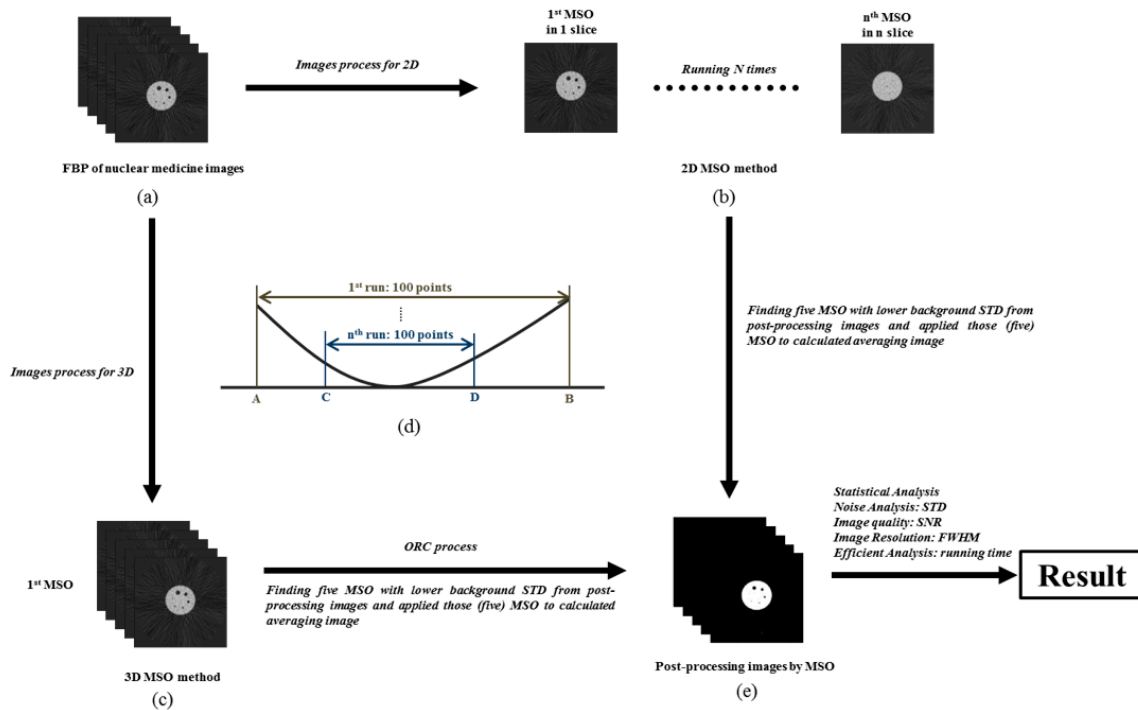 1st MSO
in 1 slice
nth MSO
in n slice
Images process for 2D
Running N times
FBP of nuclear medicine images
2D MSO method
(a)
(b)
1st run: 100 points
nth run: 100 points
A
C
D
B
(d)
Images process for 3D
Finding five MSO with lower background STD from
post-processing images and applied those (five)
MSO to calculated averaging image
1st MSO
ORC process
Finding five MSO with lower background STD from post-
processing images and applied those (five) MSO to calculated
averaging image
Statistical Analysis
Noise Analysis: STD
Image quality: SNR
Image Resolution: FWHM
Efficient Analysis: running time
Result
3D MSO method
(c)
Post-processing images by MSO
(e)